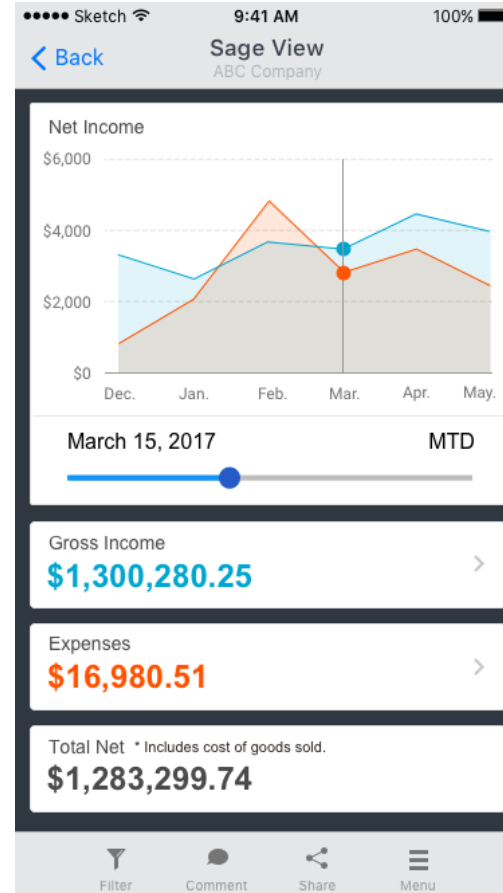 Sketch 9:41 AM 100%
Back Sage View
ABC Company
Net Income
$6,000
$4,000
$2,000
$0
Dec. Jan. Feb. Mar. Apr. May.
March 15, 2017 MTD
Gross Income
$1,300,280.25
Expenses
$16,980.51
Total Net * Includes cost of goods sold.
$1,283,299.74
Filter Comment Share Menu